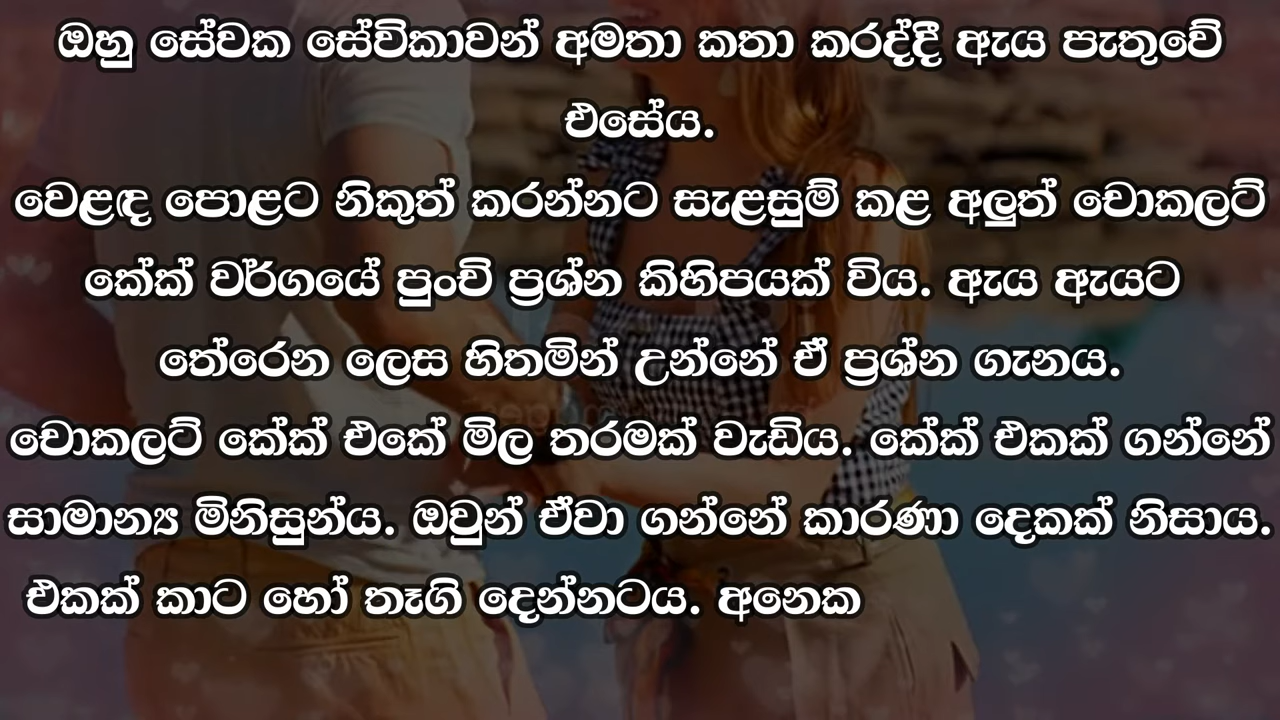 ඔහු සේවක සේවිකාවන් අමතා කතා කරද්දී ඇය පැතුවේ
එසේය.
වෙළඳ පොළට නිකුත් කරන්නට සැළසුම් කළ අලුත් චොකලට්
කේක් වර්ගයේ පුංචි ප්‍රශ්න කිහිපයක් විය. ඇය ඇයට
තේරෙන ලෙස හිතමින් උන්නේ ඒ ප්‍රශ්න ගැනය.
චොකලට් කේක් එකේ මිල තරමක් වැඩිය. කේක් එකක් ගන්නේ
සාමාන්‍ය මිනිසුන්ය. ඔවුන් ඒවා ගන්නේ කාරණා දෙකක් නිසාය.
එකක් කාට හෝ තෑගි දෙන්නටය. අනෙක